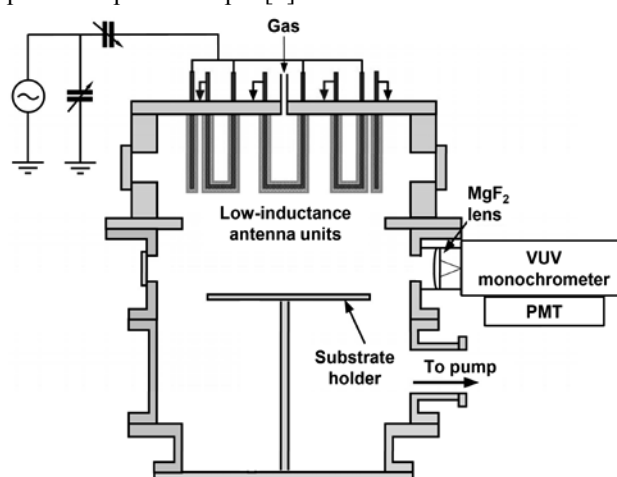 Gas
Low-inductance
antenna units
MgF2
lens
VUV
monochrometer
PMT
Substrate
holder
To pump